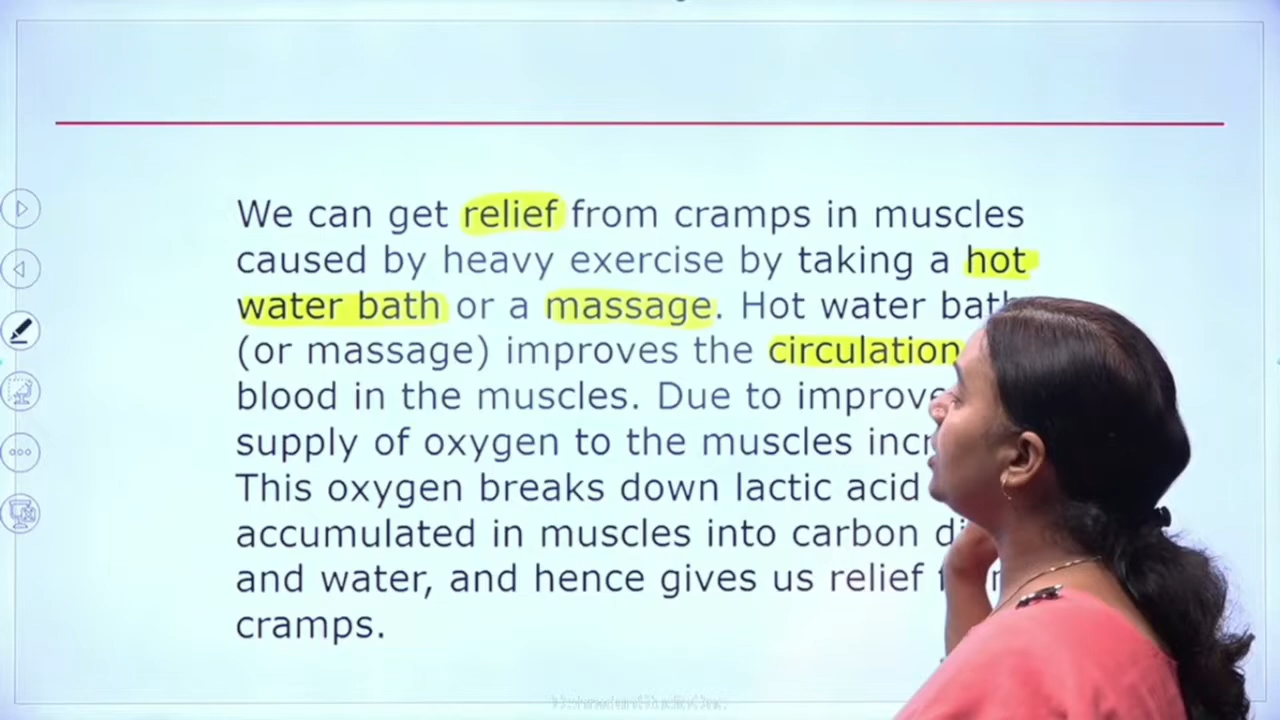 We can get relief from cramps in muscles
caused by heavy exercise by taking a hot
water bath or a massage. Hot water bath
(or massage) improves the circulation
blood in the muscles. Due to
supply of oxygen to the muscles
This oxygen breaks down lactic acid
accumulated in muscles into carbon
and water, and hence gives us relief
cramps.